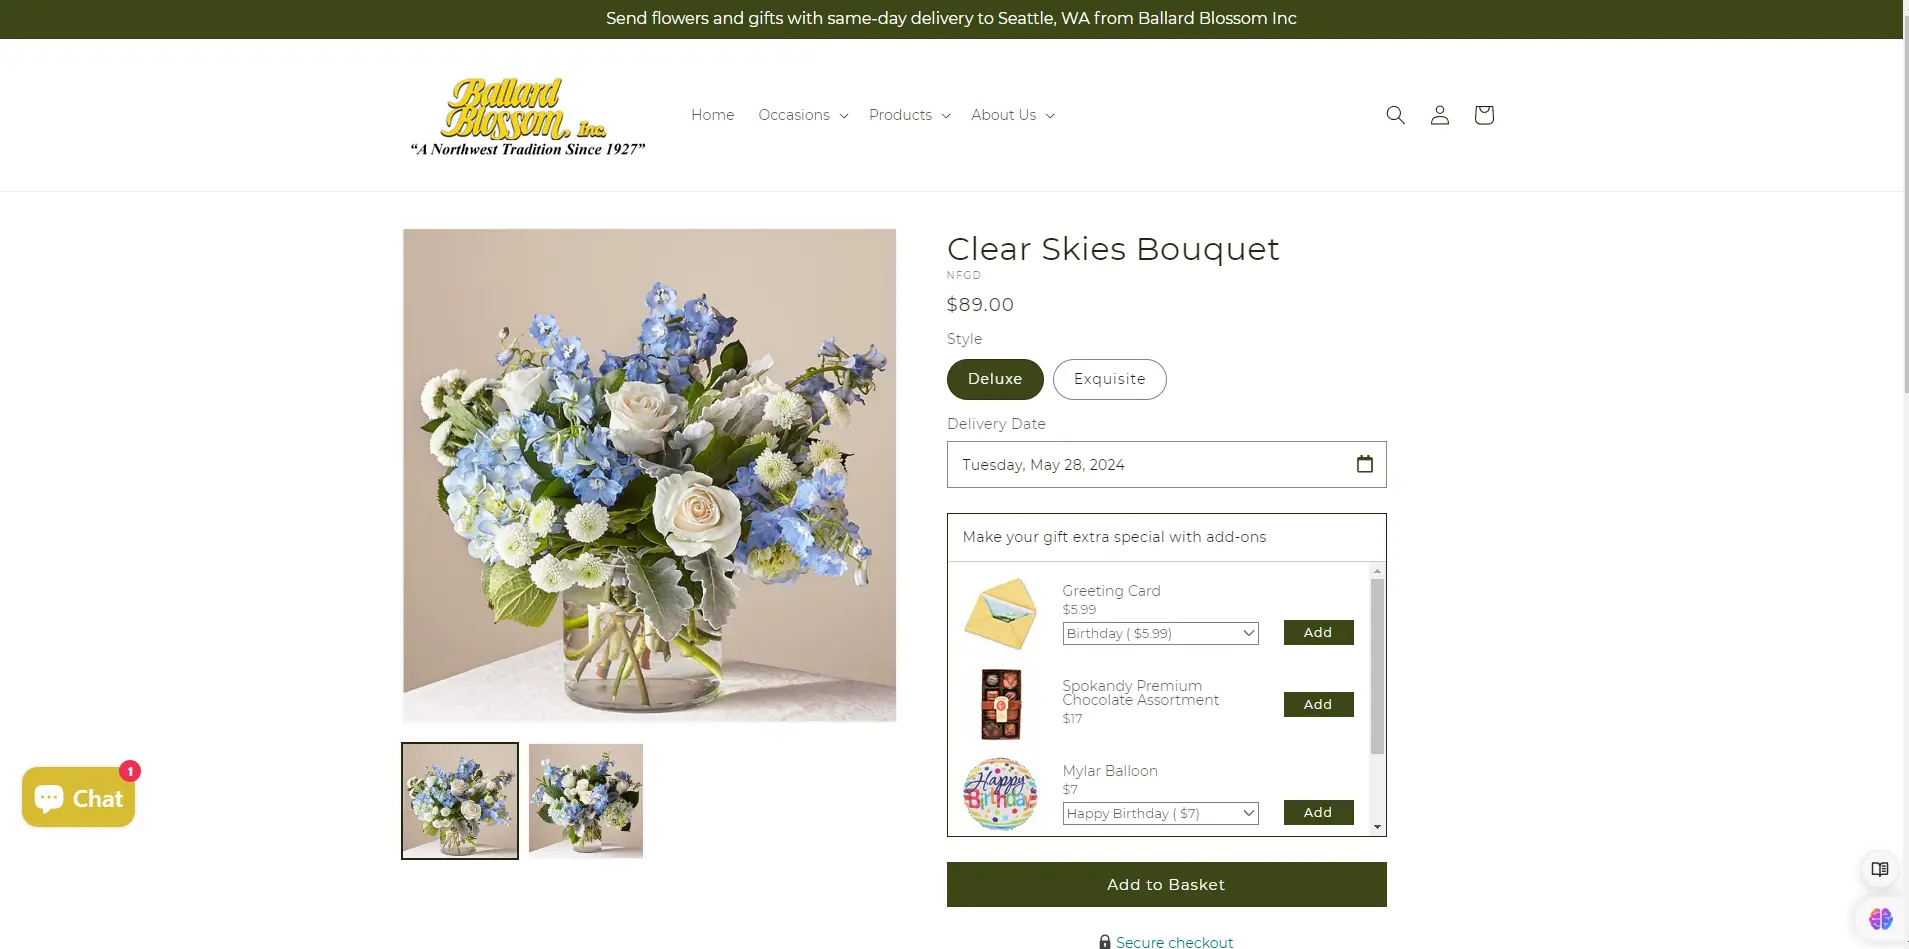 Send flowers and gifts with same-day delivery to Seattle, WA from Ballard Blossom Inc
Ballard
Blossom, Inc.
“A Northwest Tradition Since 1927”
Home Occasions Products About Us
Clear Skies Bouquet
NFGD
$89.00
Style
Deluxe Exquisite
Delivery Date
Tuesday, May 28, 2024
Make your gift extra special with add-ons
Greeting Card
$5.99
Birthday ( $5.99) Add
Spokandy Premium
Chocolate Assortment
$17
Add
Happy
Birthday
Mylar Balloon
$7
Happy Birthday ( $7) Add
Add to Basket
Secure checkout
Chat
1